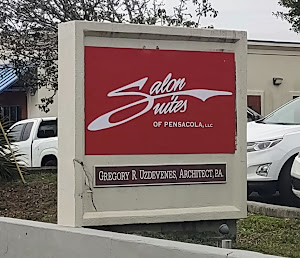 Salon
Suites
OF PENSACOLA, LLC
GREGORY R. UZDEVENES, ARCHITECT, P.A.